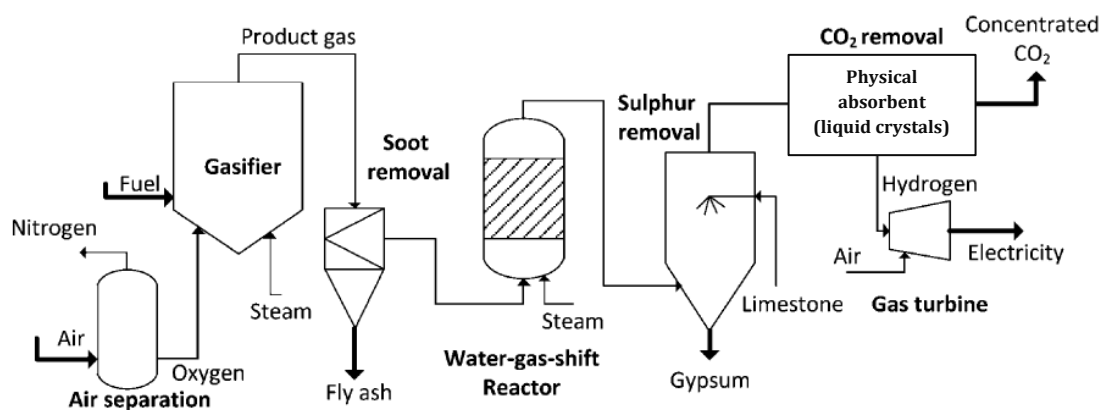 Product gas
Gasifier
Fuel
Nitrogen
Air
Oxygen
Air separation
Steam
Soot
removal
Fly ash
Steam
Water-gas-shift
Reactor
Sulphur
removal
Limestone
Gypsum
CO₂ removal
Physical
absorbent
(liquid crystals)
Concentrated
CO₂
Hydrogen
Air
Electricity
Gas turbine